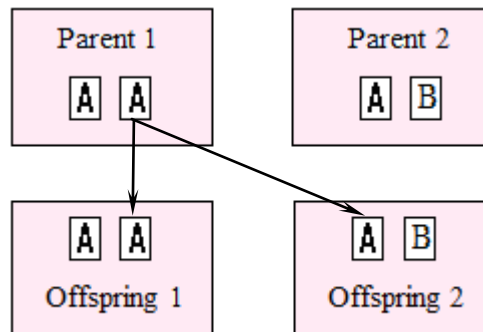 Parent 1
A A
Parent 2
A B
A A
Offspring 1
A B
Offspring 2